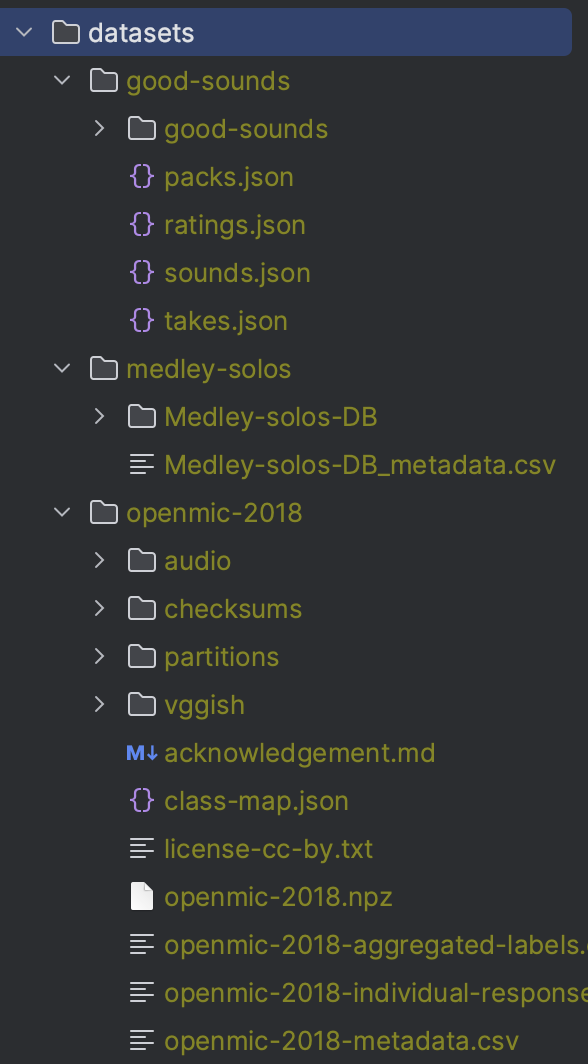 datasets
good-sounds
good-sounds
packs.json
ratings.json
sounds.json
takes.json
medley-solos
Medley-solos-DB
Medley-solos-DB_metadata.csv
openmic-2018
audio
checksums
partitions
vggish
M↓ acknowledgement.md
class-map.json
license-cc-by.txt
openmic-2018.npz
openmic-2018-aggregated-labels.
openmic-2018-individual-response
openmic-2018-metadata.csv